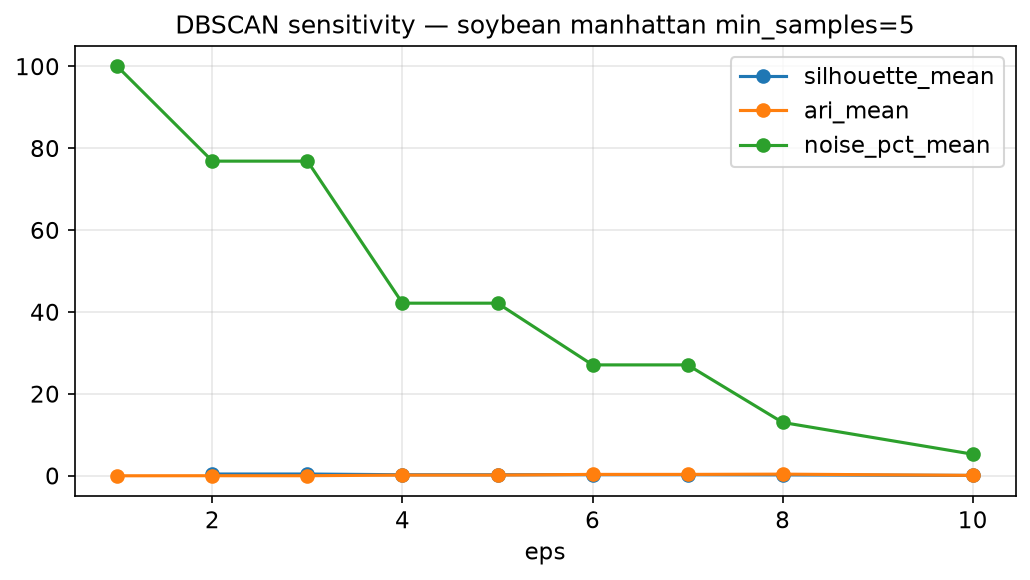 DBSCAN sensitivity — soybean manhattan min_samples=5
silhouette_mean
ari_mean
noise_pct_mean
100
80
60
40
20
0
2 4 6 8 10
eps